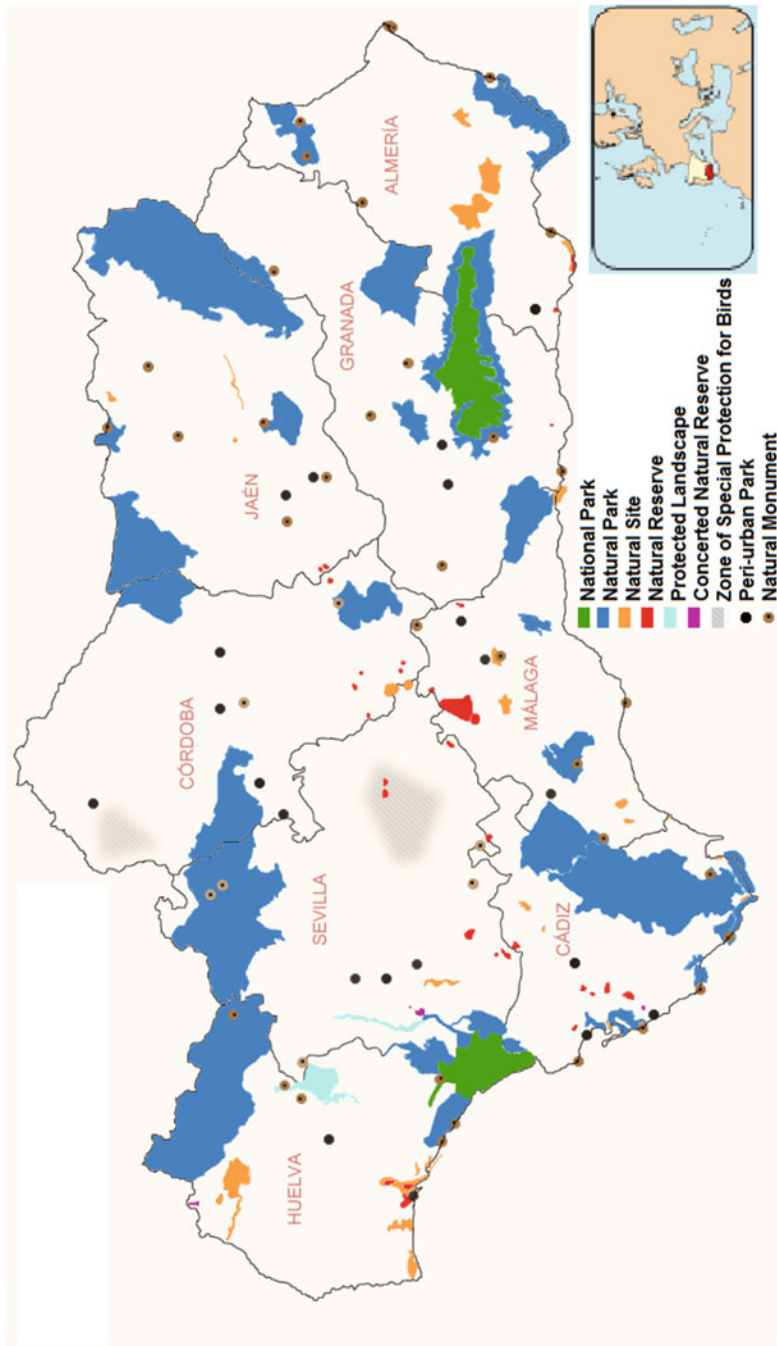 ALMERÍA
GRANADA
JAÉN
CÓRDOBA
MÁLAGA
SEVILLA
CÁDIZ
HUELVA
National Park
Natural Park
Natural Site
Natural Reserve
Protected Landscape
Concerted Natural Reserve
Zone of Special Protection for Birds
Peri-urban Park
Natural Monument